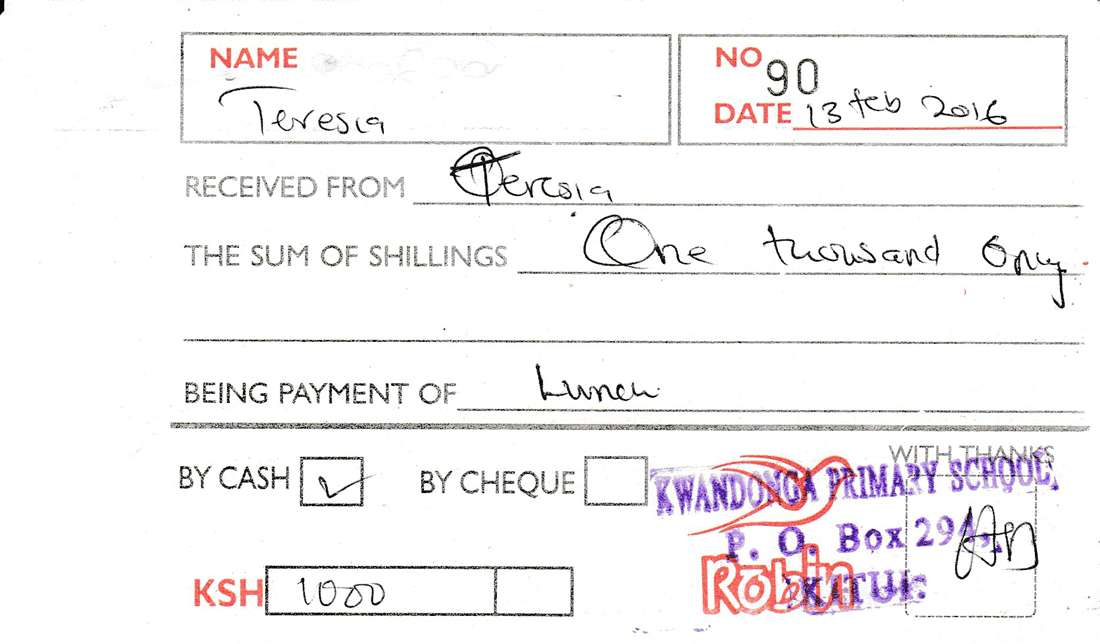 NAME
Teresia
NO 90
DATE 13 feb 2016
RECEIVED FROM Teresia
THE SUM OF SHILLINGS One thousand Only
BEING PAYMENT OF Lunch
WITH THANKS
BY CASH ✓ BY CHEQUE
KWANDONGA PRIMARY SCHOOL,
P. O. Box
Robin
KSH 1000